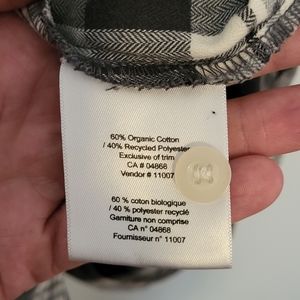 60% Organic Cotton
/ 40% Recycled Polyester
Exclusive of trim
CA # 04868
Vendor # 11007
60 % coton biologique
/ 40 % polyester recyclé
Garniture non comprise
CA n° 04868
Fournisseur n° 11007